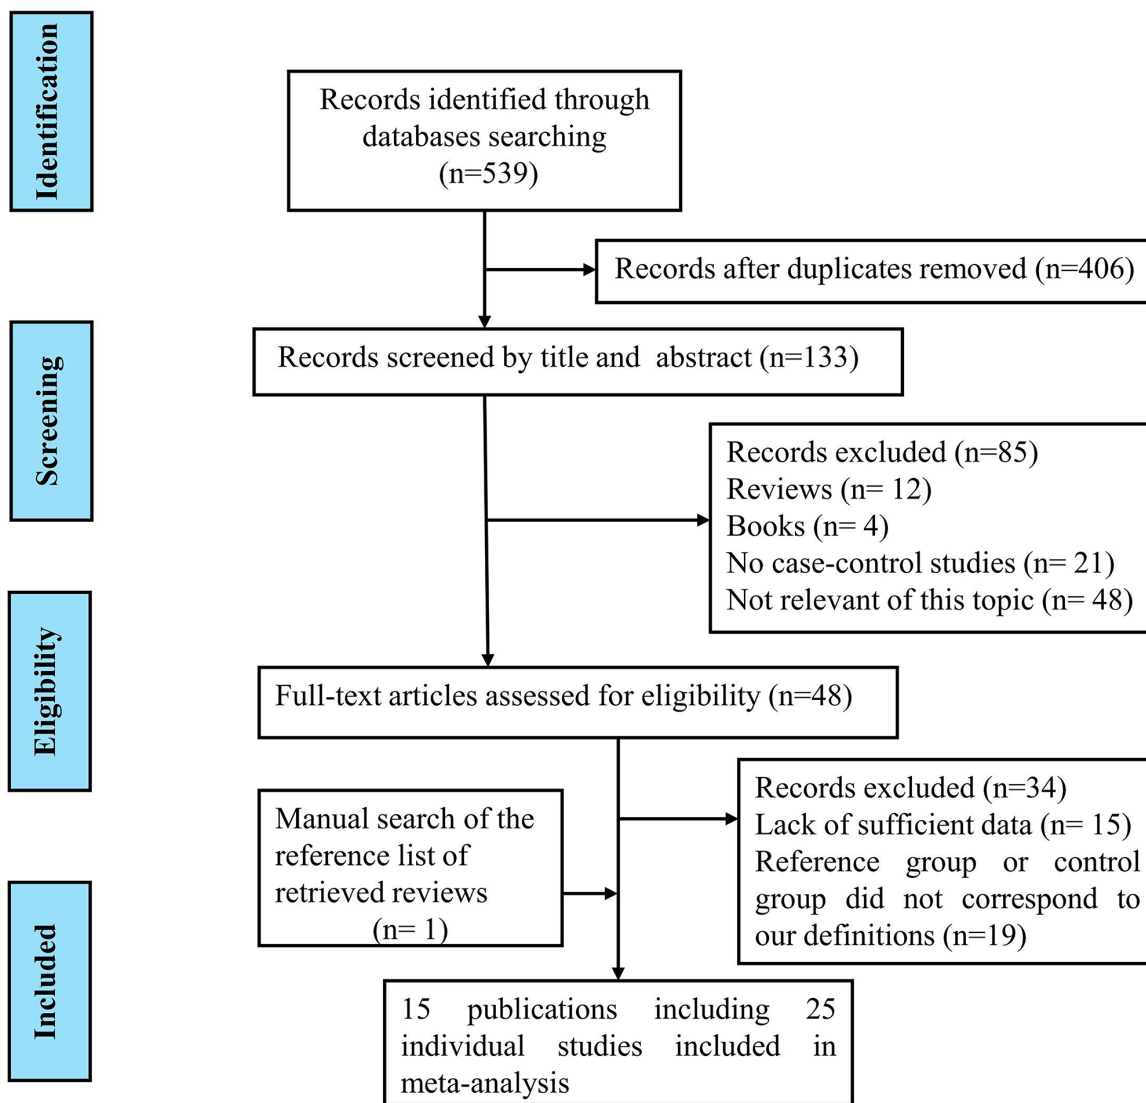 Identification
Records identified through
databases searching
(n=539)
Records after duplicates removed (n=406)
Screening
Records screened by title and  abstract (n=133)
Records excluded (n=85)
Reviews (n= 12)
Books (n= 4)
No case-control studies (n= 21)
Not relevant of this topic (n= 48)
Eligibility
Full-text articles assessed for eligibility (n=48)
Manual search of the
reference list of
retrieved reviews
(n= 1)
Records excluded (n=34)
Lack of sufficient data (n= 15)
Reference group or control
group did not correspond to
our definitions (n=19)
Included
15 publications including 25
individual studies included in
meta-analysis